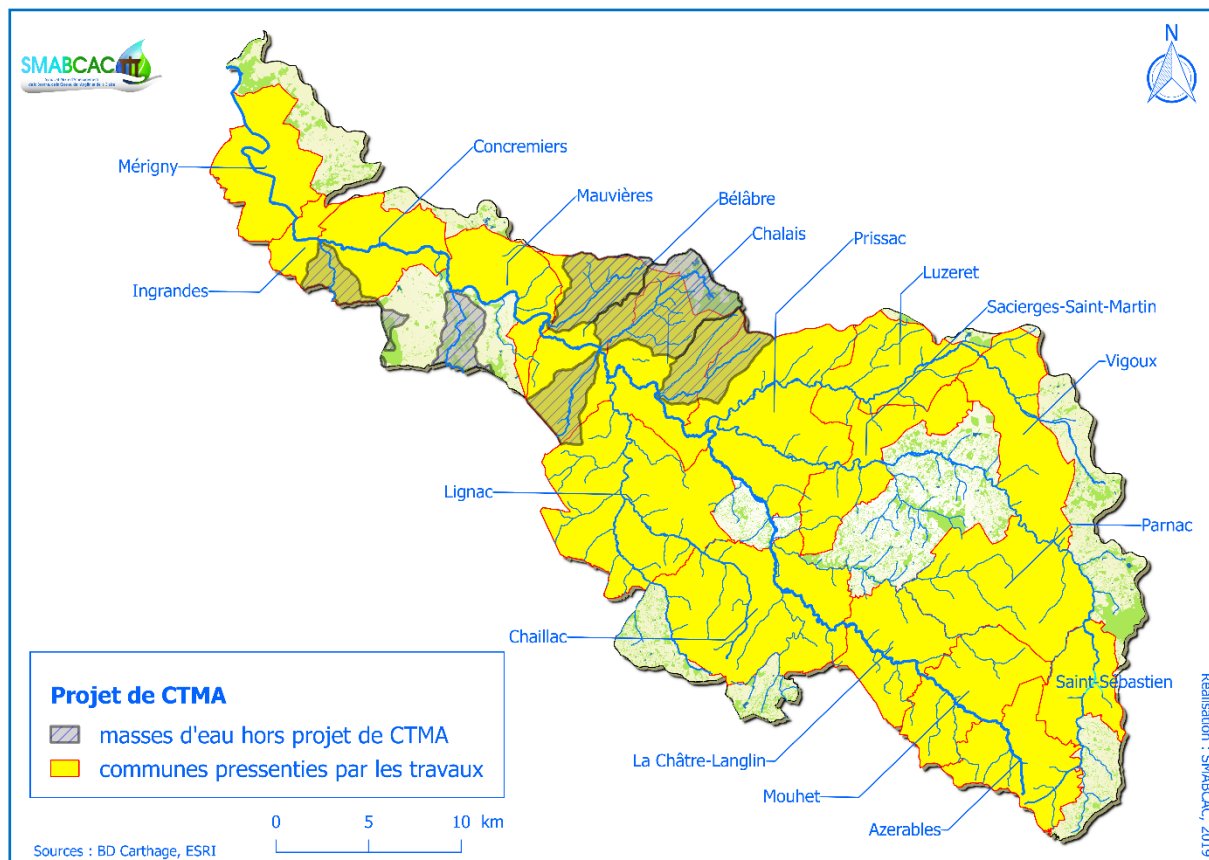 SMABCAC
N
Mérigny
Concremiers
Mauvières
Bélâbre
Chalais
Prissac
Luzeret
Sacierges-Saint-Martin
Vigoux
Ingrandes
Lignac
Parnac
Chaillac
Saint-Sébastien
La Châtre-Langlin
Mouhet
Azerables
Projet de CTMA
masses d'eau hors projet de CTMA
communes pressenties par les travaux
0 5 10 km
Sources : BD Carthage, ESRI
Réalisation : SMABCAC, 2019